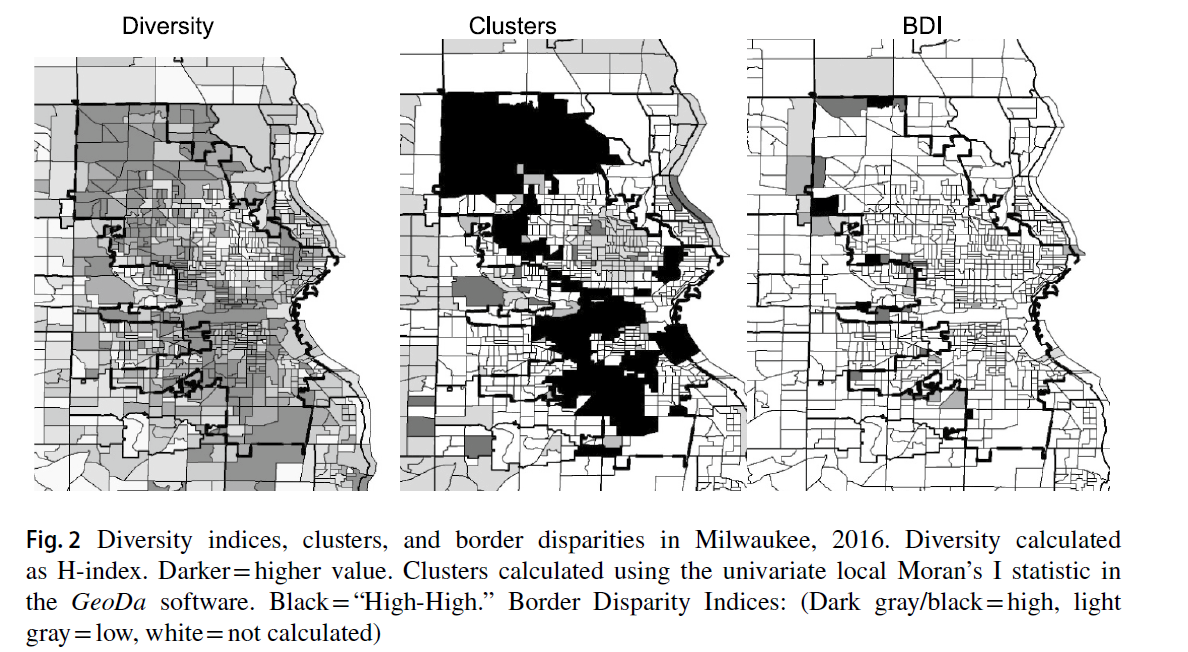 Diversity
Clusters
BDI
Fig. 2 Diversity indices, clusters, and border disparities in Milwaukee, 2016. Diversity calculated
as H-index. Darker=higher value. Clusters calculated using the univariate local Moran’s I statistic in
the GeoDa software. Black=“High-High.” Border Disparity Indices: (Dark gray/black=high, light
gray=low, white=not calculated)